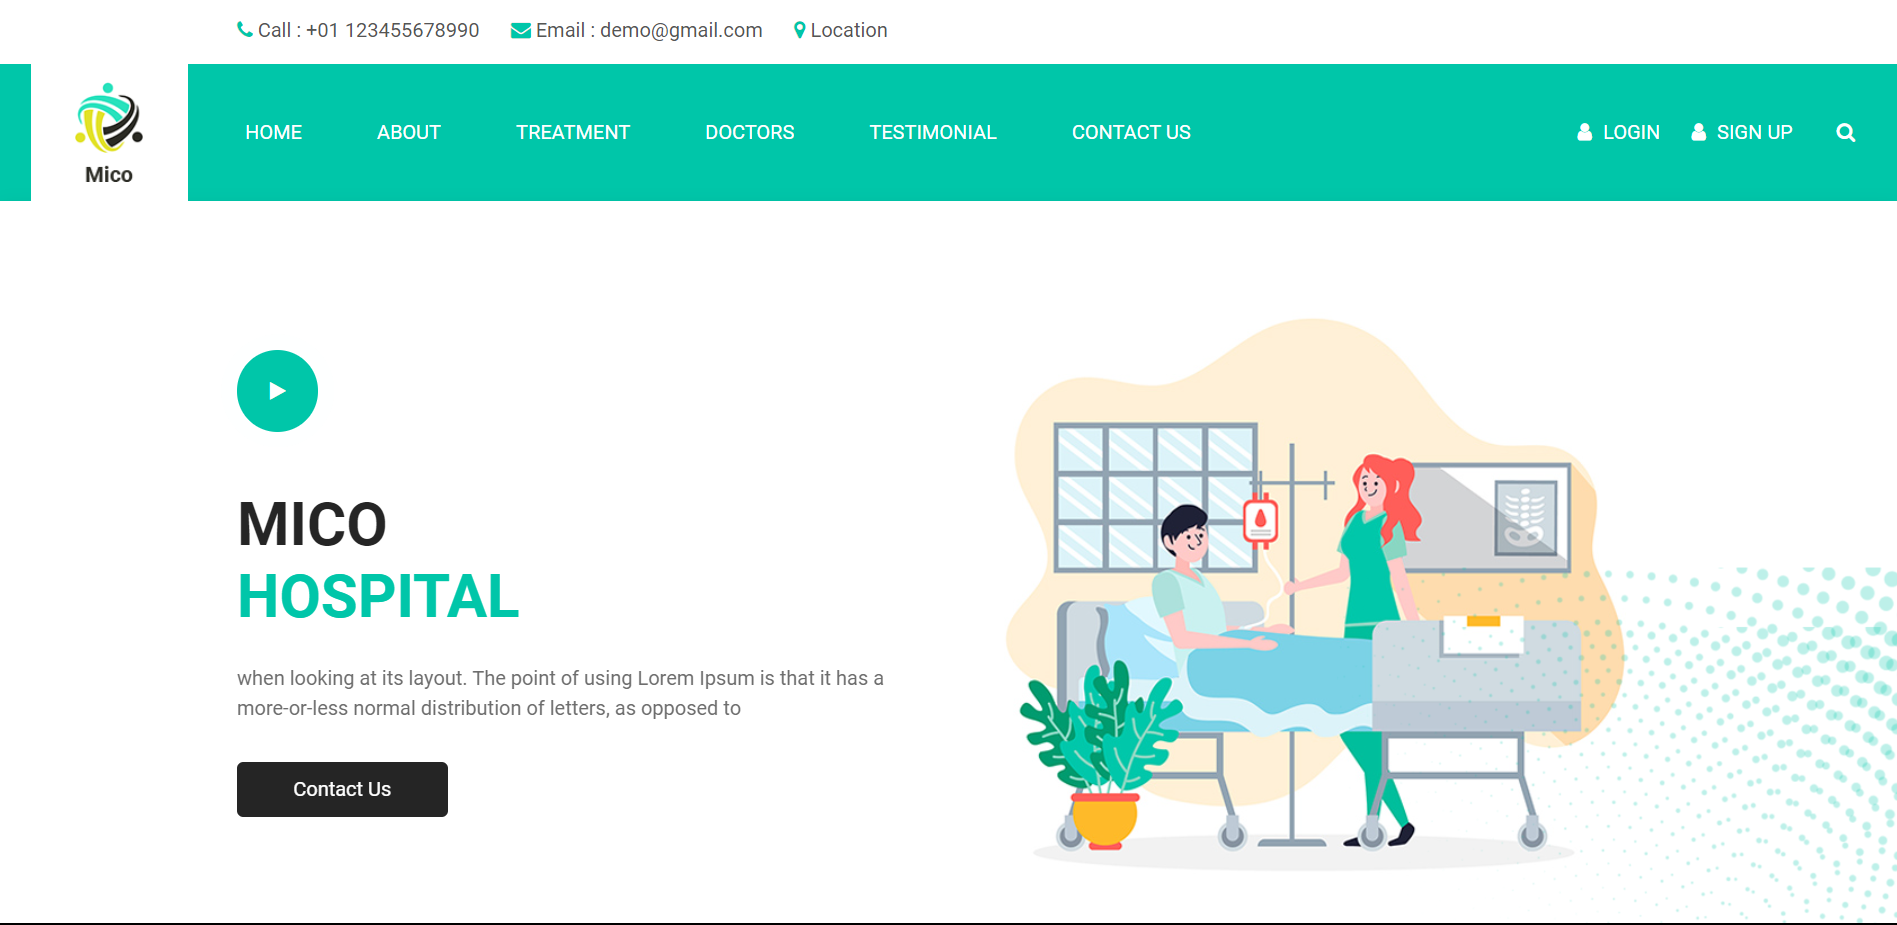 Call : +01 123455678990 Email : demo@gmail.com Location
Mico
HOME ABOUT TREATMENT DOCTORS TESTIMONIAL CONTACT US LOGIN SIGN UP
MICO
HOSPITAL
when looking at its layout. The point of using Lorem Ipsum is that it has a
more-or-less normal distribution of letters, as opposed to
Contact Us